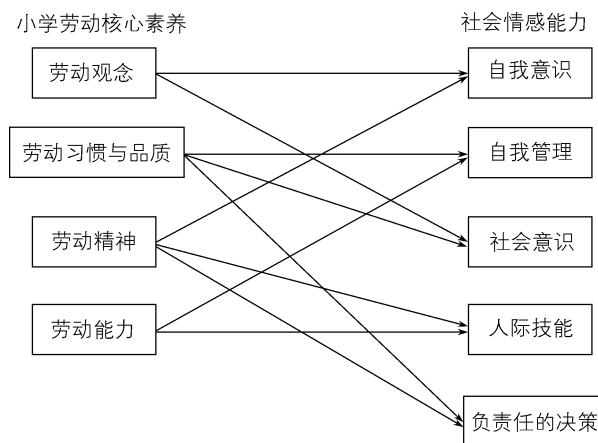 小学劳动核心素养
社会情感能力
劳动观念
自我意识
劳动习惯与品质
自我管理
劳动精神
社会意识
劳动能力
人际技能
负责任的决策